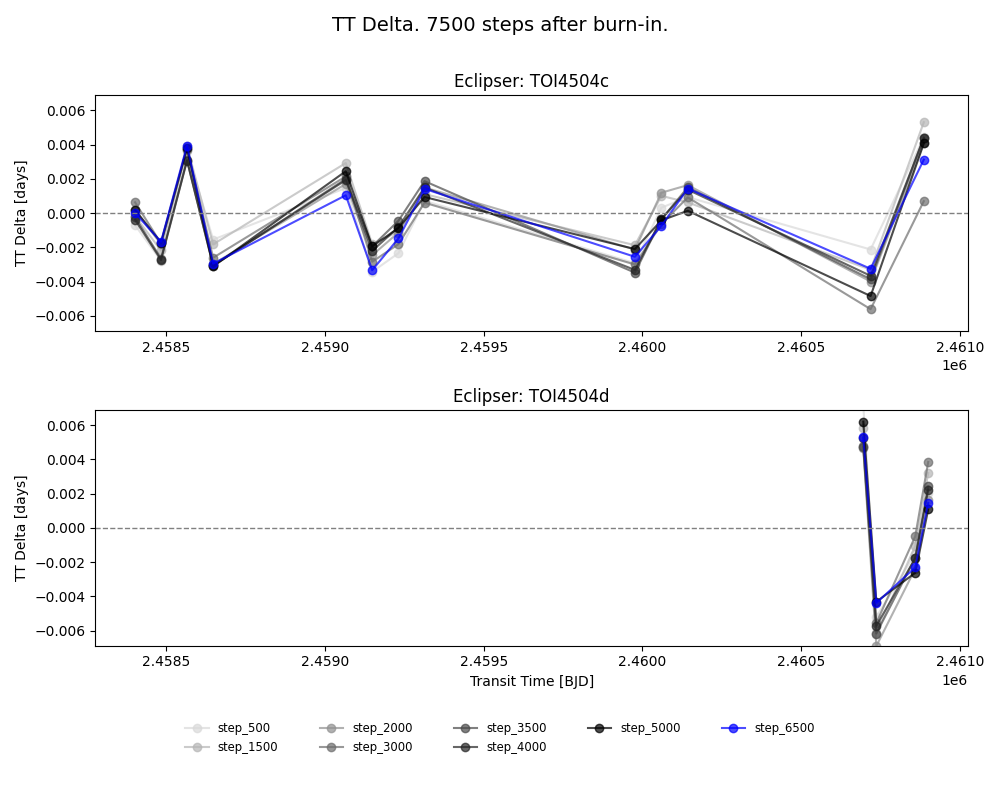 TT Delta. 7500 steps after burn-in.
Eclipser: TOI4504c
TT Delta [days]
0.006
0.004
0.002
0.000
−0.002
−0.004
−0.006
2.4585 2.4590 2.4595 2.4600 2.4605 2.4610
1e6
Eclipser: TOI4504d
TT Delta [days]
0.006
0.004
0.002
0.000
−0.002
−0.004
−0.006
2.4585 2.4590 2.4595 2.4600 2.4605 2.4610
1e6
Transit Time [BJD]
step_500 step_2000 step_3500 step_5000 step_6500
step_1500 step_3000 step_4000